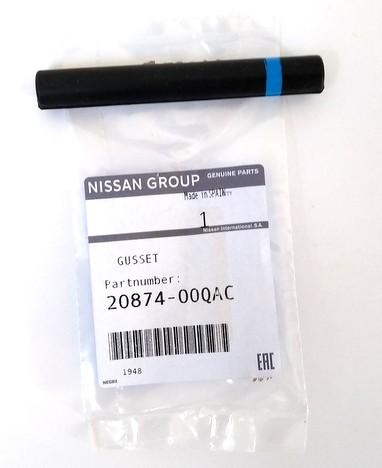 NISSAN GROUP GENUINE PARTS
Made in SPAIN
1
Nissan International. S.A.
GUSSET
Partnumber:
20874-00QAC
1948
EAC